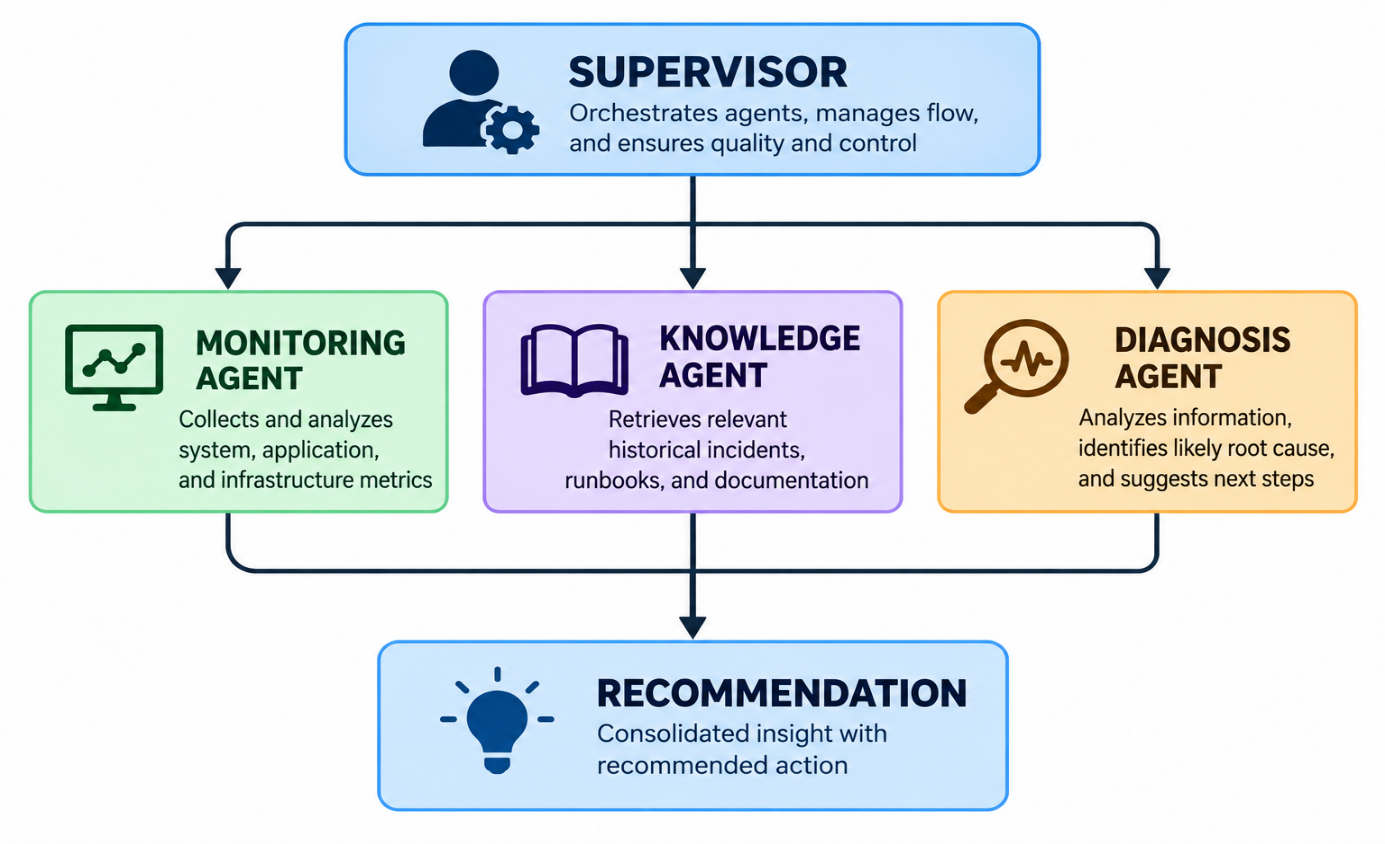 SUPERVISOR
Orchestrates agents, manages flow,
and ensures quality and control
MONITORING
AGENT
Collects and analyzes
system, application,
and infrastructure metrics
KNOWLEDGE
AGENT
Retrieves relevant
historical incidents,
runbooks, and documentation
DIAGNOSIS
AGENT
Analyzes information,
identifies likely root cause,
and suggests next steps
RECOMMENDATION
Consolidated insight with
recommended action